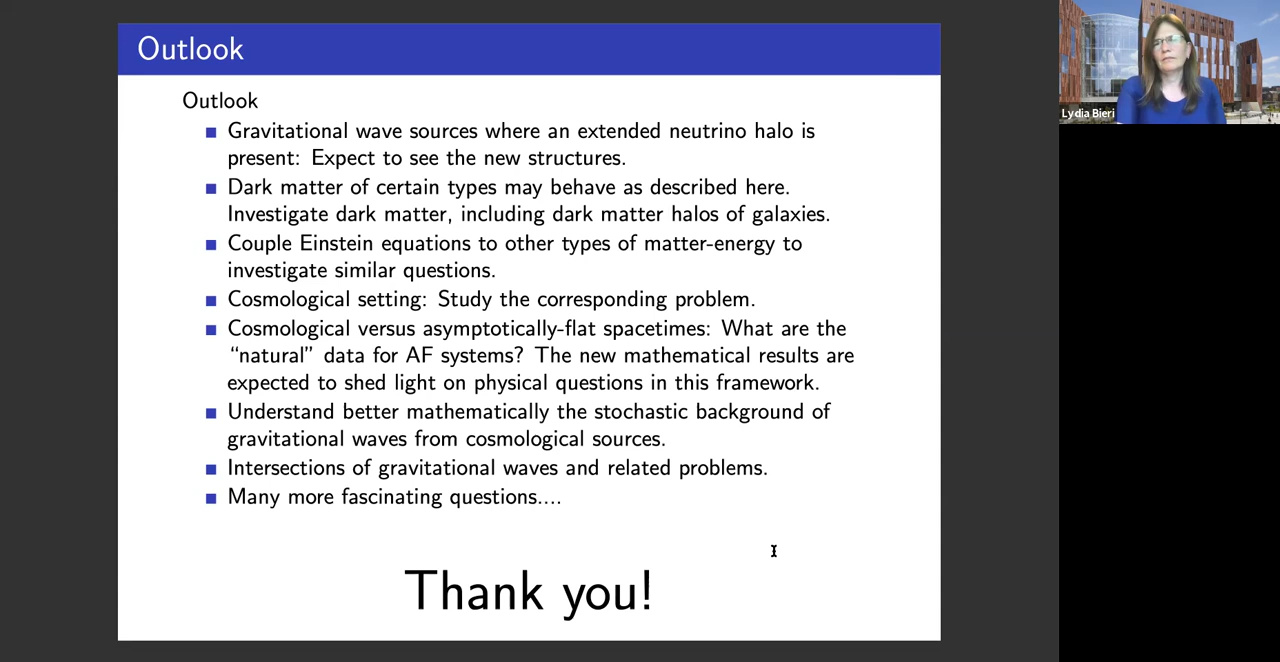 Outlook
Outlook
Gravitational wave sources where an extended neutrino halo is
present: Expect to see the new structures.
Dark matter of certain types may behave as described here.
Investigate dark matter, including dark matter halos of galaxies.
Couple Einstein equations to other types of matter-energy to
investigate similar questions.
Cosmological setting: Study the corresponding problem.
Cosmological versus asymptotically-flat spacetimes: What are the
“natural” data for AF systems? The new mathematical results are
expected to shed light on physical questions in this framework.
Understand better mathematically the stochastic background of
gravitational waves from cosmological sources.
Intersections of gravitational waves and related problems.
Many more fascinating questions....
Thank you!
Lydia Bieri